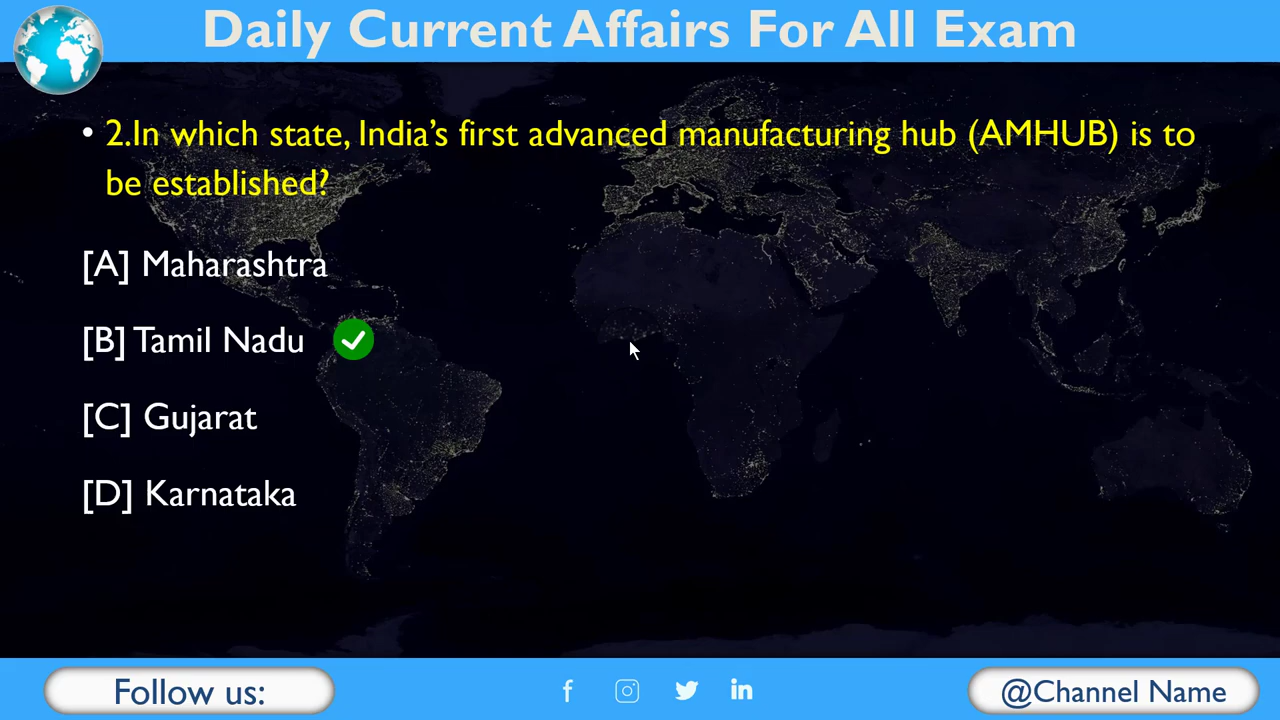 Daily Current Affairs For All Exam
• 2.In which state, India’s first advanced manufacturing hub (AMHUB) is to
be established?
[A] Maharashtra
[B] Tamil Nadu
[C] Gujarat
[D] Karnataka
Follow us:
@Channel Name